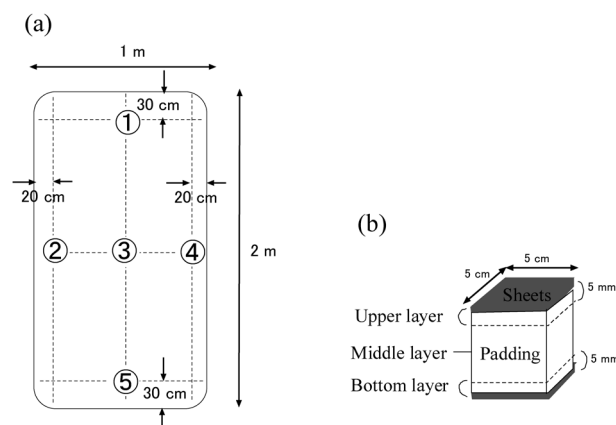 (a)
1 m
30 cm
①
20 cm
20 cm
②
③
④
2 m
⑤
30 cm
(b)
5 cm
5 cm
Sheets
5 mm
Upper layer
Middle layer
Padding
5 mm
Bottom layer